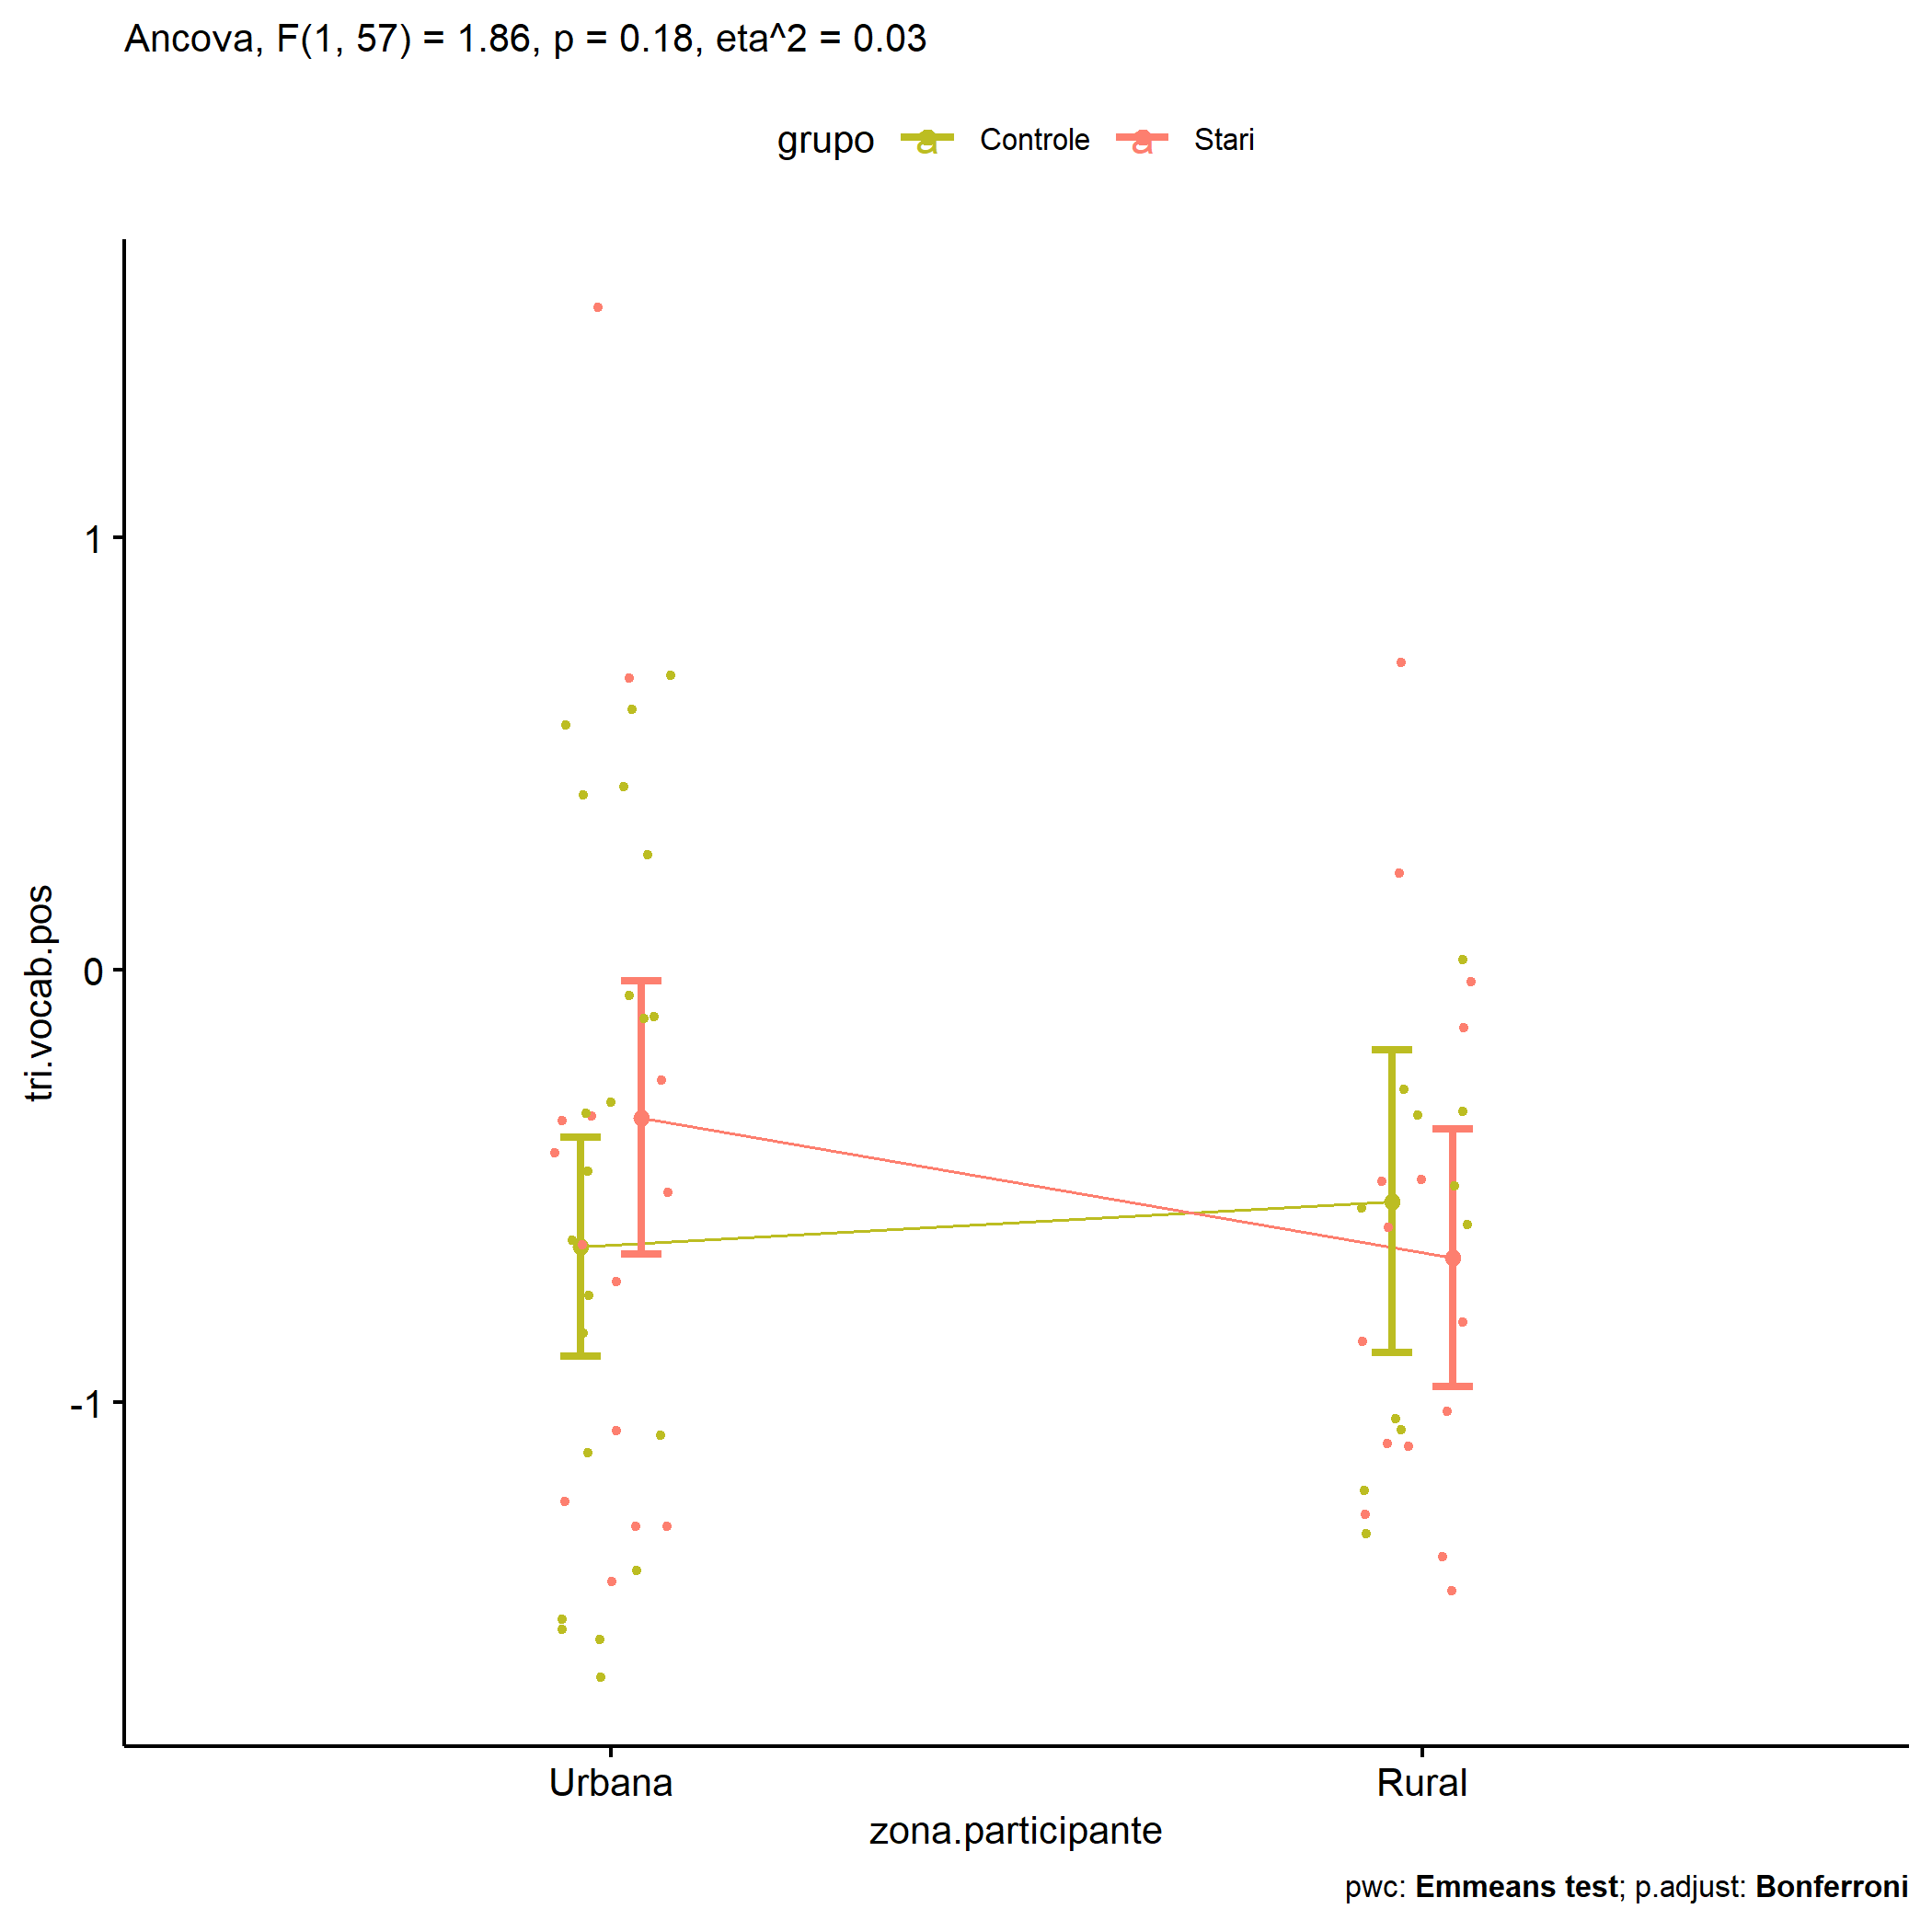 Ancova, F(1, 57) = 1.86, p = 0.18, eta^2 = 0.03
grupo a Controle a Stari
1
0
-1
tri.vocab.pos
Urbana Rural
zona.participante
pwc: Emmeans test; p.adjust: Bonferroni